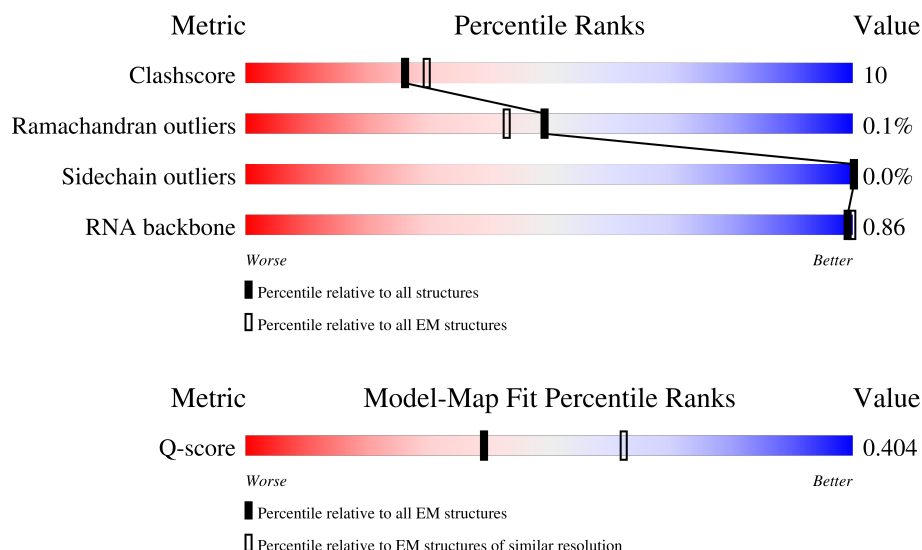 Metric Percentile Ranks Value
Clashscore 10
Ramachandran outliers 0.1%
Sidechain outliers 0.0%
RNA backbone 0.86
Worse Better
Percentile relative to all structures
Percentile relative to all EM structures
Metric Model-Map Fit Percentile Ranks Value
Q-score 0.404
Worse Better
Percentile relative to all EM structures
Percentile relative to EM structures of similar resolution